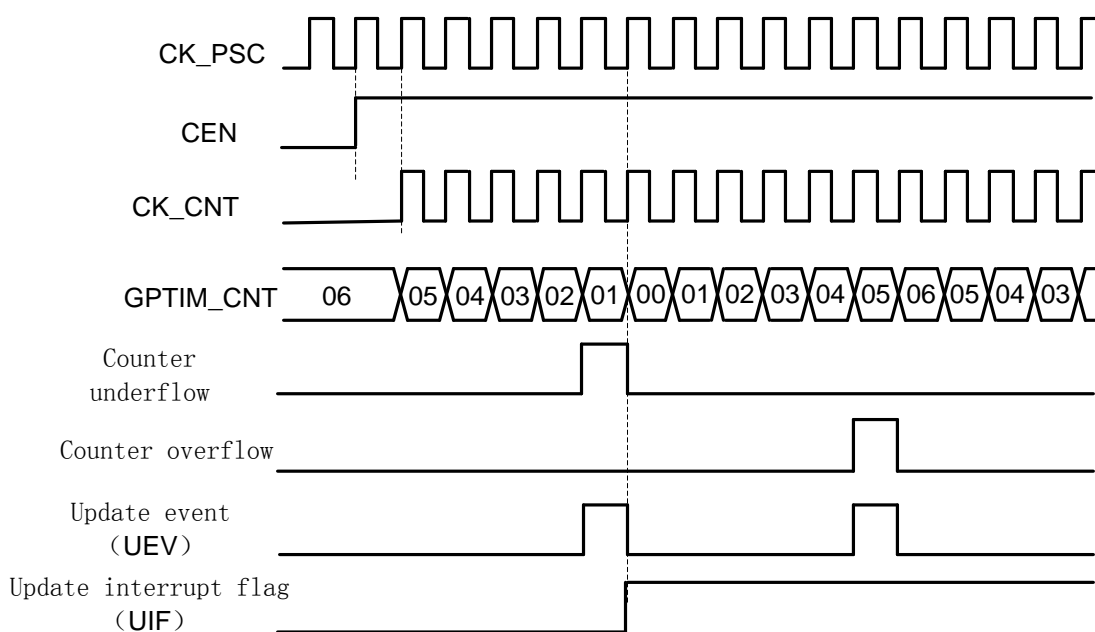 CK_PSC
CEN
CK_CNT
GPTIM_CNT 06 05 04 03 02 01 00 01 02 03 04 05 06 05 04 03
Counter
underflow
Counter overflow
Update event
（UEV）
Update interrupt flag
（UIF）